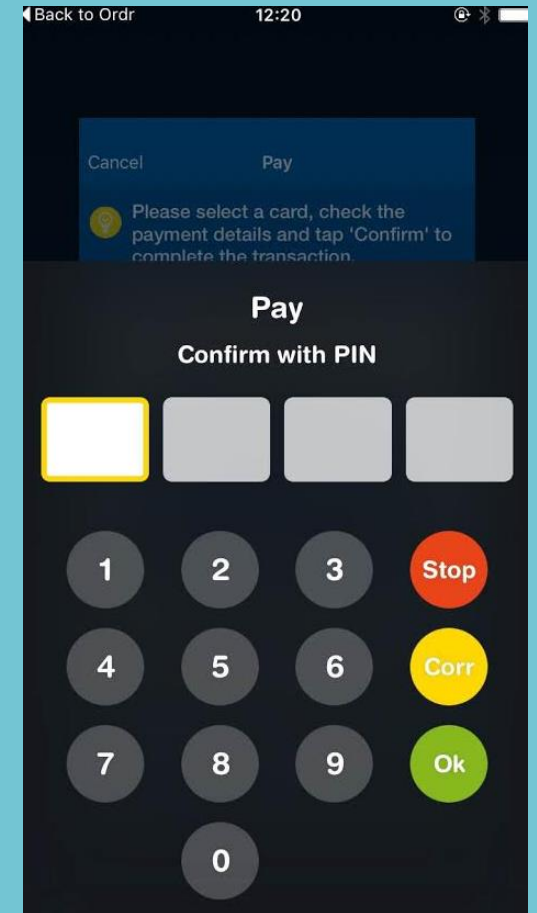 Back to Ordr 12:20
Cancel Pay
Please select a card, check the
payment details and tap 'Confirm' to
complete the transaction.
Pay
Confirm with PIN
1 2 3 Stop
4 5 6 Corr
7 8 9 Ok
0